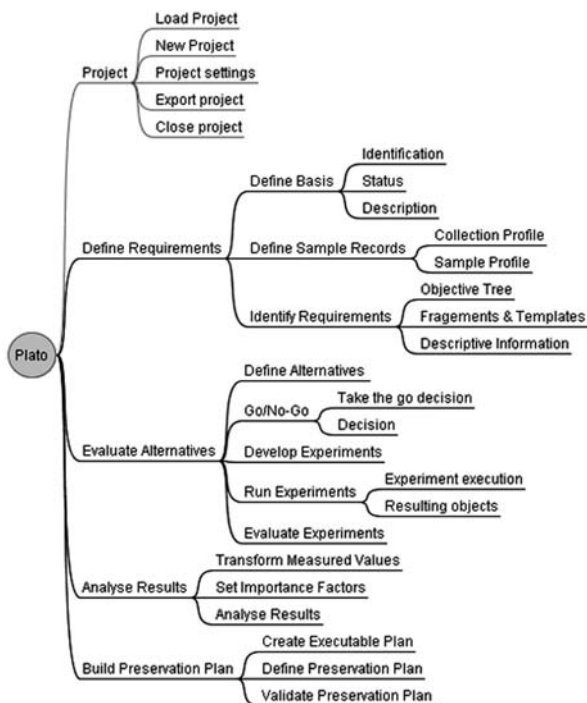 Plato
Project
Load Project
New Project
Project settings
Export project
Close project
Define Requirements
Define Basis
Identification
Status
Description
Define Sample Records
Collection Profile
Sample Profile
Identify Requirements
Objective Tree
Fragements & Templates
Descriptive Information
Evaluate Alternatives
Define Alternatives
Go/No-Go
Take the go decision
Decision
Develop Experiments
Run Experiments
Experiment execution
Resulting objects
Evaluate Experiments
Analyse Results
Transform Measured Values
Set Importance Factors
Analyse Results
Build Preservation Plan
Create Executable Plan
Define Preservation Plan
Validate Preservation Plan